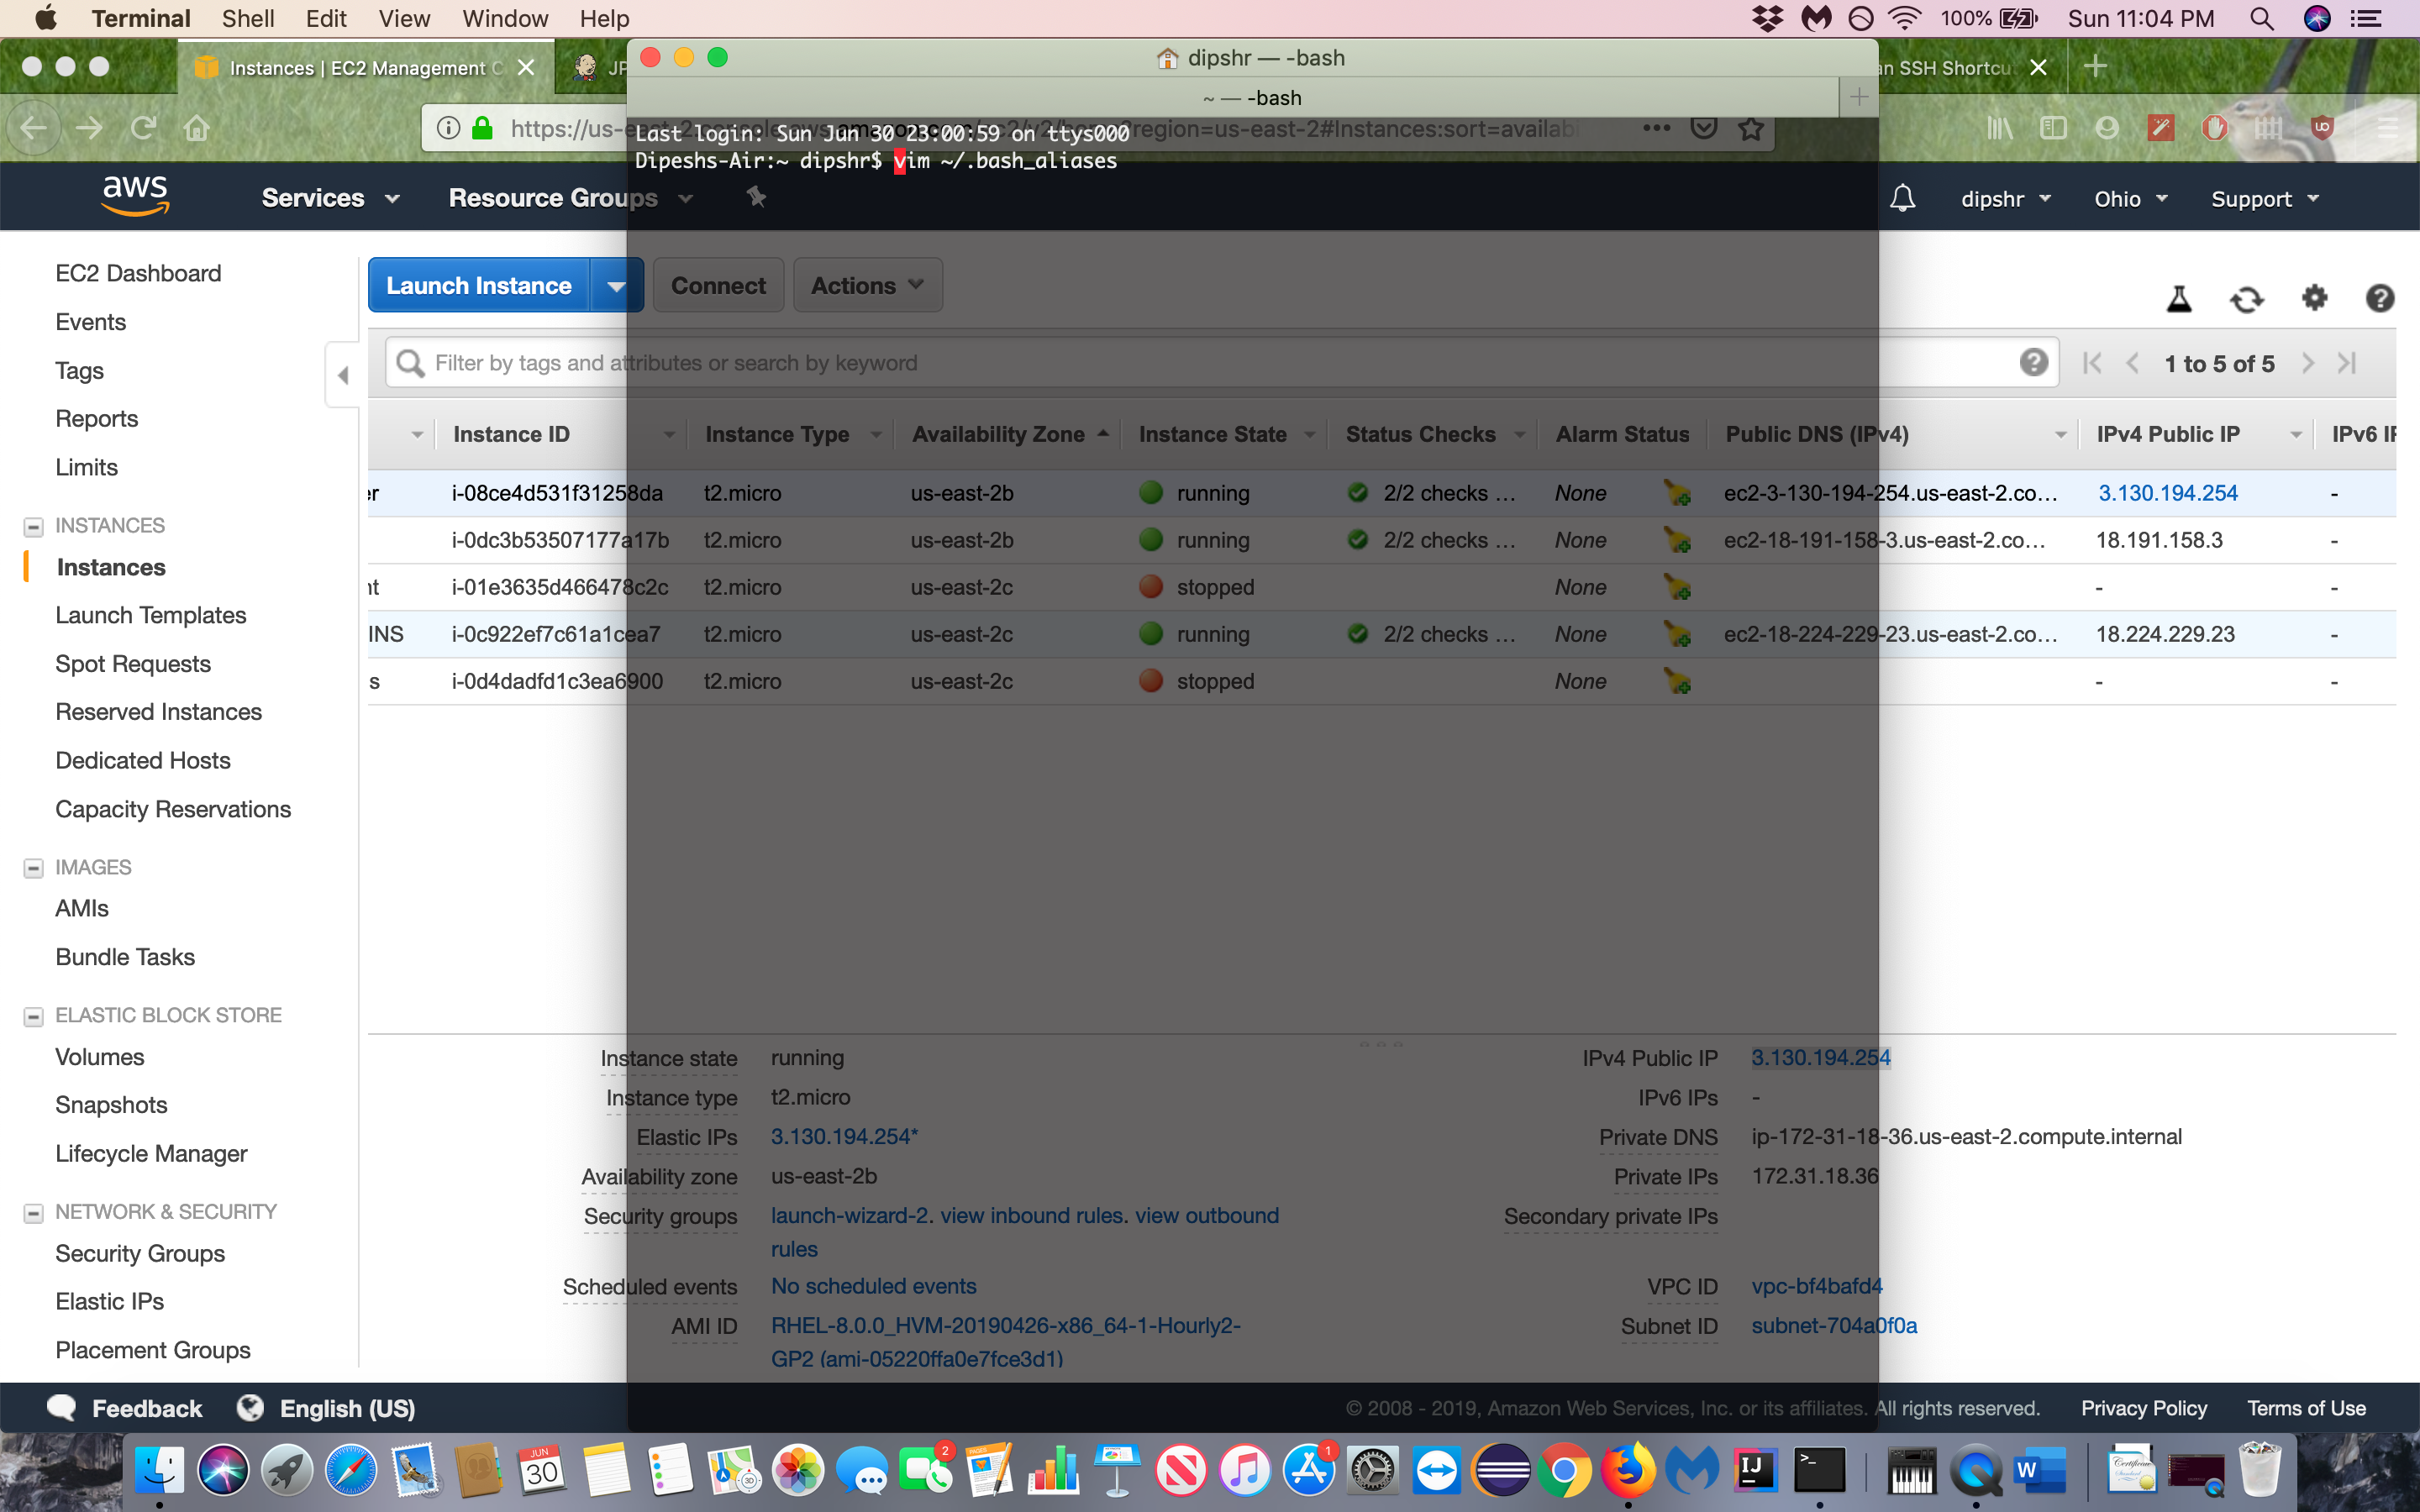 Terminal Shell Edit View Window Help 100% Sun 11:04 PM
Instances | EC2 Management C JP dipshr — -bash an SSH Shortcu
~ — -bash
https://us-east-2.console.aws.amazon.com/ec2/v2/home?region=us-east-2#Instances:sort=availabi
Last login: Sun Jun 30 23:00:59 on ttys000
Dipeshs-Air:~ dipshr$ vim ~/.bash_aliases
aws Services Resource Groups dipshr Ohio Support
EC2 Dashboard
Events
Tags
Reports
Limits
INSTANCES
Instances
Launch Templates
Spot Requests
Reserved Instances
Dedicated Hosts
Capacity Reservations
IMAGES
AMIs
Bundle Tasks
ELASTIC BLOCK STORE
Volumes
Snapshots
Lifecycle Manager
NETWORK & SECURITY
Security Groups
Elastic IPs
Placement Groups
Launch Instance Connect Actions
Filter by tags and attributes or search by keyword 1 to 5 of 5
Instance ID Instance Type Availability Zone Instance State Status Checks Alarm Status Public DNS (IPv4) IPv4 Public IP IPv6 IP
er i-08ce4d531f31258da t2.micro us-east-2b running 2/2 checks ... None ec2-3-130-194-254.us-east-2.co... 3.130.194.254 -
i-0dc3b53507177a17b t2.micro us-east-2b running 2/2 checks ... None ec2-18-191-158-3.us-east-2.co... 18.191.158.3 -
nt i-01e3635d466478c2c t2.micro us-east-2c stopped None - -
INS i-0c922ef7c61a1cea7 t2.micro us-east-2c running 2/2 checks ... None ec2-18-224-229-23.us-east-2.co... 18.224.229.23 -
s i-0d4dadfd1c3ea6900 t2.micro us-east-2c stopped None - -
Instance state running IPv4 Public IP 3.130.194.254
Instance type t2.micro IPv6 IPs -
Elastic IPs 3.130.194.254* Private DNS ip-172-31-18-36.us-east-2.compute.internal
Availability zone us-east-2b Private IPs 172.31.18.36
Security groups launch-wizard-2. view inbound rules. view outbound Secondary private IPs
rules
Scheduled events No scheduled events VPC ID vpc-bf4bafd4
AMI ID RHEL-8.0.0_HVM-20190426-x86_64-1-Hourly2- Subnet ID subnet-704a0f0a
GP2 (ami-05220ffa0e7fce3d1)
Feedback English (US) © 2008 - 2019, Amazon Web Services, Inc. or its affiliates. All rights reserved. Privacy Policy Terms of Use
JUN
30
2
1
IJ
W